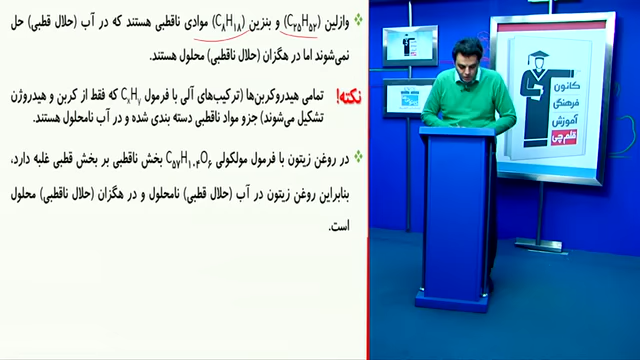 وازلین (C۲۵H۵۲) و بنزین (C۸H۱۸) موادی ناقطبی هستند که در آب (حلال قطبی) حل
نمی‌شوند اما در هگزان (حلال ناقطبی) محلول هستند.
نکته! تمامی هیدروکربن‌ها (ترکیب‌های آلی با فرمول CxHy که فقط از کربن و هیدروژن
تشکیل می‌شوند) جزو مواد ناقطبی دسته بندی شده و در آب نامحلول هستند.
در روغن زیتون با فرمول مولکولی C۵۷H۱۰۴O۶ بخش ناقطبی بر بخش قطبی غلبه دارد،
بنابراین روغن زیتون در آب (حلال قطبی) نامحلول و در هگزان (حلال ناقطبی) محلول
است.
کانون
فرهنگی
آموزش
قلم‌چی